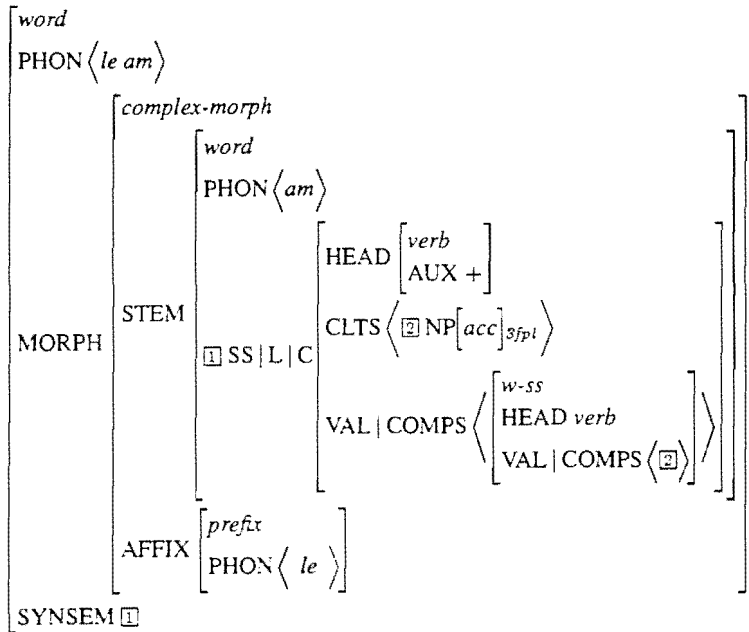 word
PHON ⟨le am⟩
complex-morph
word
PHON ⟨am⟩
HEAD [verb
AUX +]
STEM
CLTS ⟨[2] NP[acc]3fpl⟩
MORPH
[1] SS | L | C
w-ss
HEAD verb
VAL | COMPS
VAL | COMPS ⟨[2]⟩
prefix
AFFIX
PHON ⟨ le ⟩
SYNSEM [1]